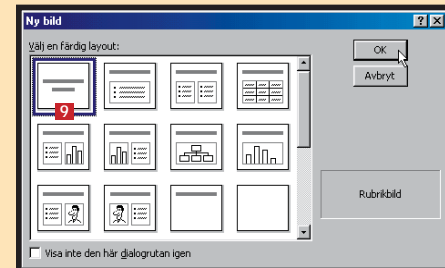 Ny bild
Välj en färdig layout:
OK
Avbryt
9
Rubrikbild
Visa inte den här dialogrutan igen